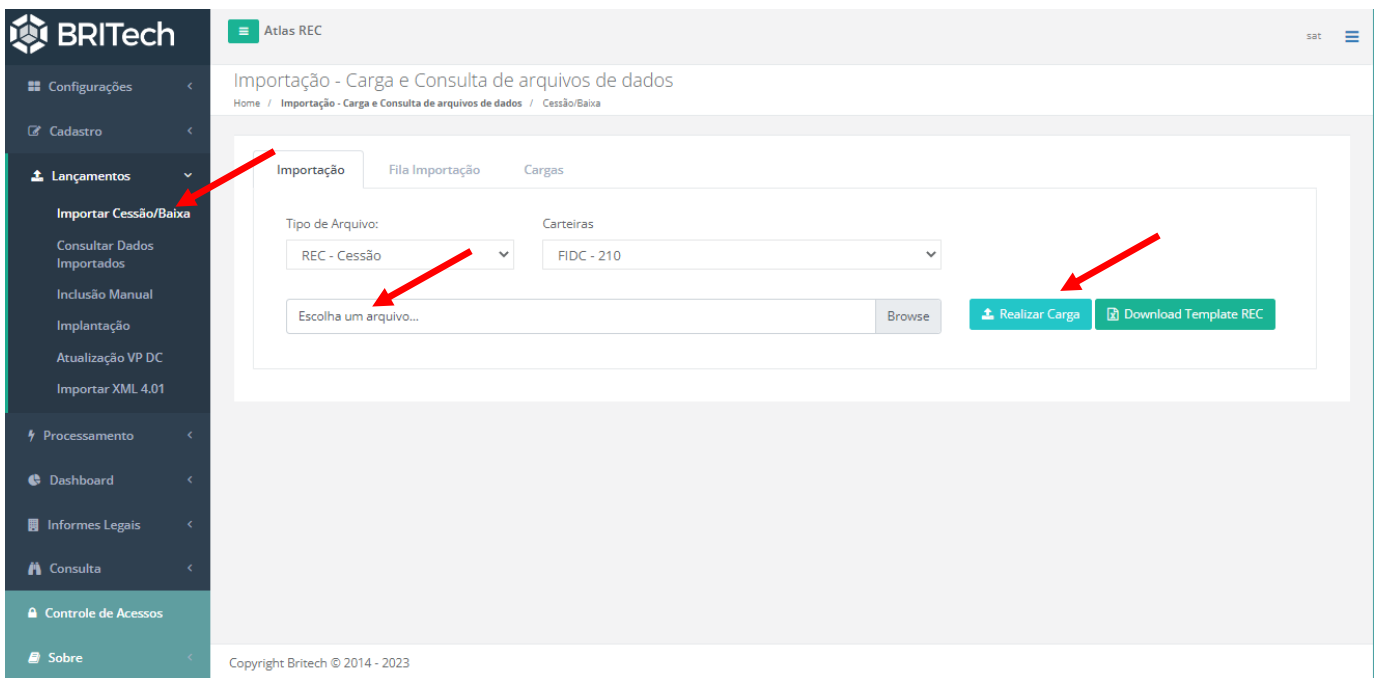 BRITech
Atlas REC
sat
Configurações
Cadastro
Lançamentos
Importar Cessão/Baixa
Consultar Dados
Importados
Inclusão Manual
Implantação
Atualização VP DC
Importar XML 4.01
Processamento
Dashboard
Informes Legais
Consulta
Controle de Acessos
Sobre
Importação - Carga e Consulta de arquivos de dados
Home / Importação - Carga e Consulta de arquivos de dados / Cessão/Baixa
Importação Fila Importação Cargas
Tipo de Arquivo: Carteiras
REC - Cessão FIDC - 210
Escolha um arquivo... Browse Realizar Carga Download Template REC
Copyright Britech © 2014 - 2023